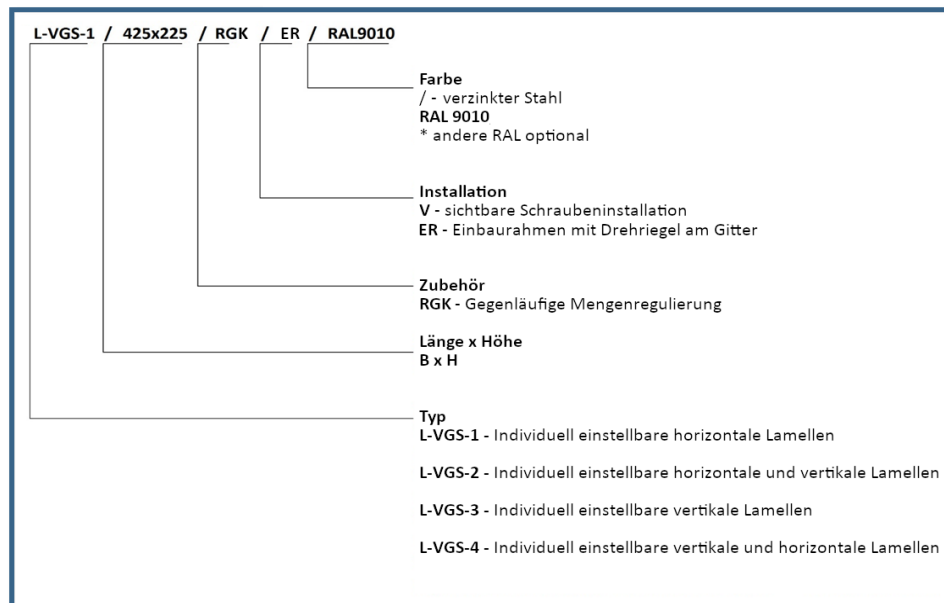 L-VGS-1 / 425x225 / RGK / ER / RAL9010
Farbe
/ - verzinkter Stahl
RAL 9010
* andere RAL optional
Installation
V - sichtbare Schraubeninstallation
ER - Einbaurahmen mit Drehriegel am Gitter
Zubehör
RGK - Gegenläufige Mengenregulierung
Länge x Höhe
B x H
Typ
L-VGS-1 - Individuell einstellbare horizontale Lamellen
L-VGS-2 - Individuell einstellbare horizontale und vertikale Lamellen
L-VGS-3 - Individuell einstellbare vertikale Lamellen
L-VGS-4 - Individuell einstellbare vertikale und horizontale Lamellen